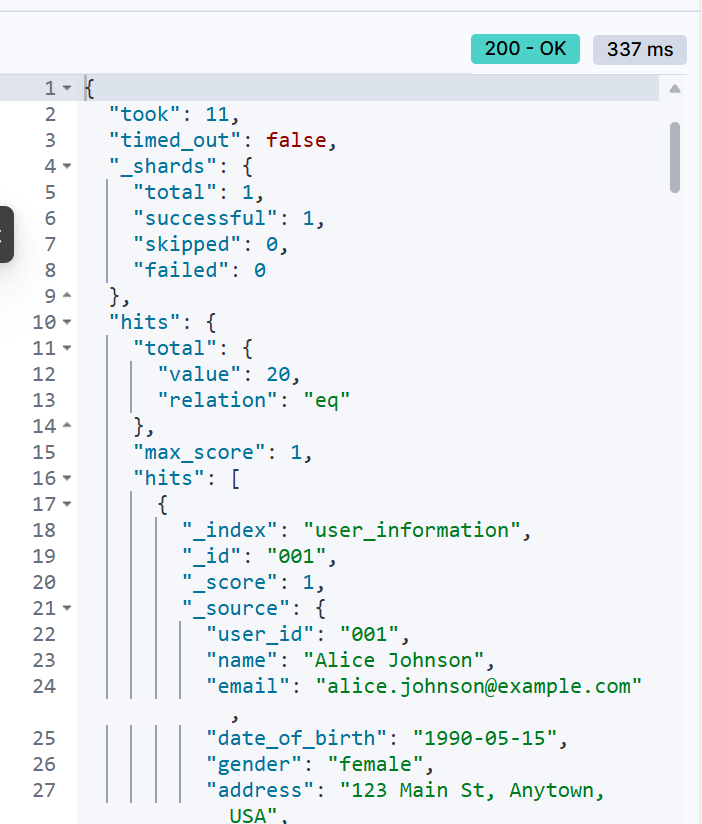 200 - OK 337 ms
1 {
2 "took": 11,
3 "timed_out": false,
4 "_shards": {
5 "total": 1,
6 "successful": 1,
7 "skipped": 0,
8 "failed": 0
9 },
10 "hits": {
11 "total": {
12 "value": 20,
13 "relation": "eq"
14 },
15 "max_score": 1,
16 "hits": [
17 {
18 "_index": "user_information",
19 "_id": "001",
20 "_score": 1,
21 "_source": {
22 "user_id": "001",
23 "name": "Alice Johnson",
24 "email": "alice.johnson@example.com"
,
25 "date_of_birth": "1990-05-15",
26 "gender": "female",
27 "address": "123 Main St, Anytown,
USA",